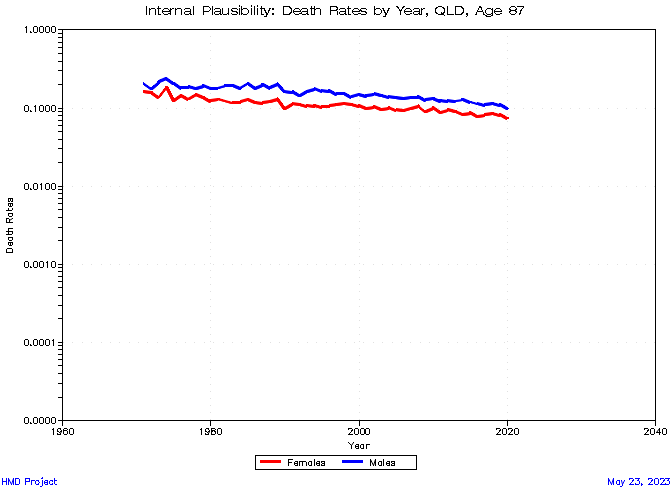 Internal Plausibility: Death Rates by Year, QLD, Age 87
1.0000
0.1000
0.0100
0.0010
0.0001
0.0000
Death Rates
1960
1980
2000
2020
2040
Year
Females
Males
HMD Project
May 23, 2023